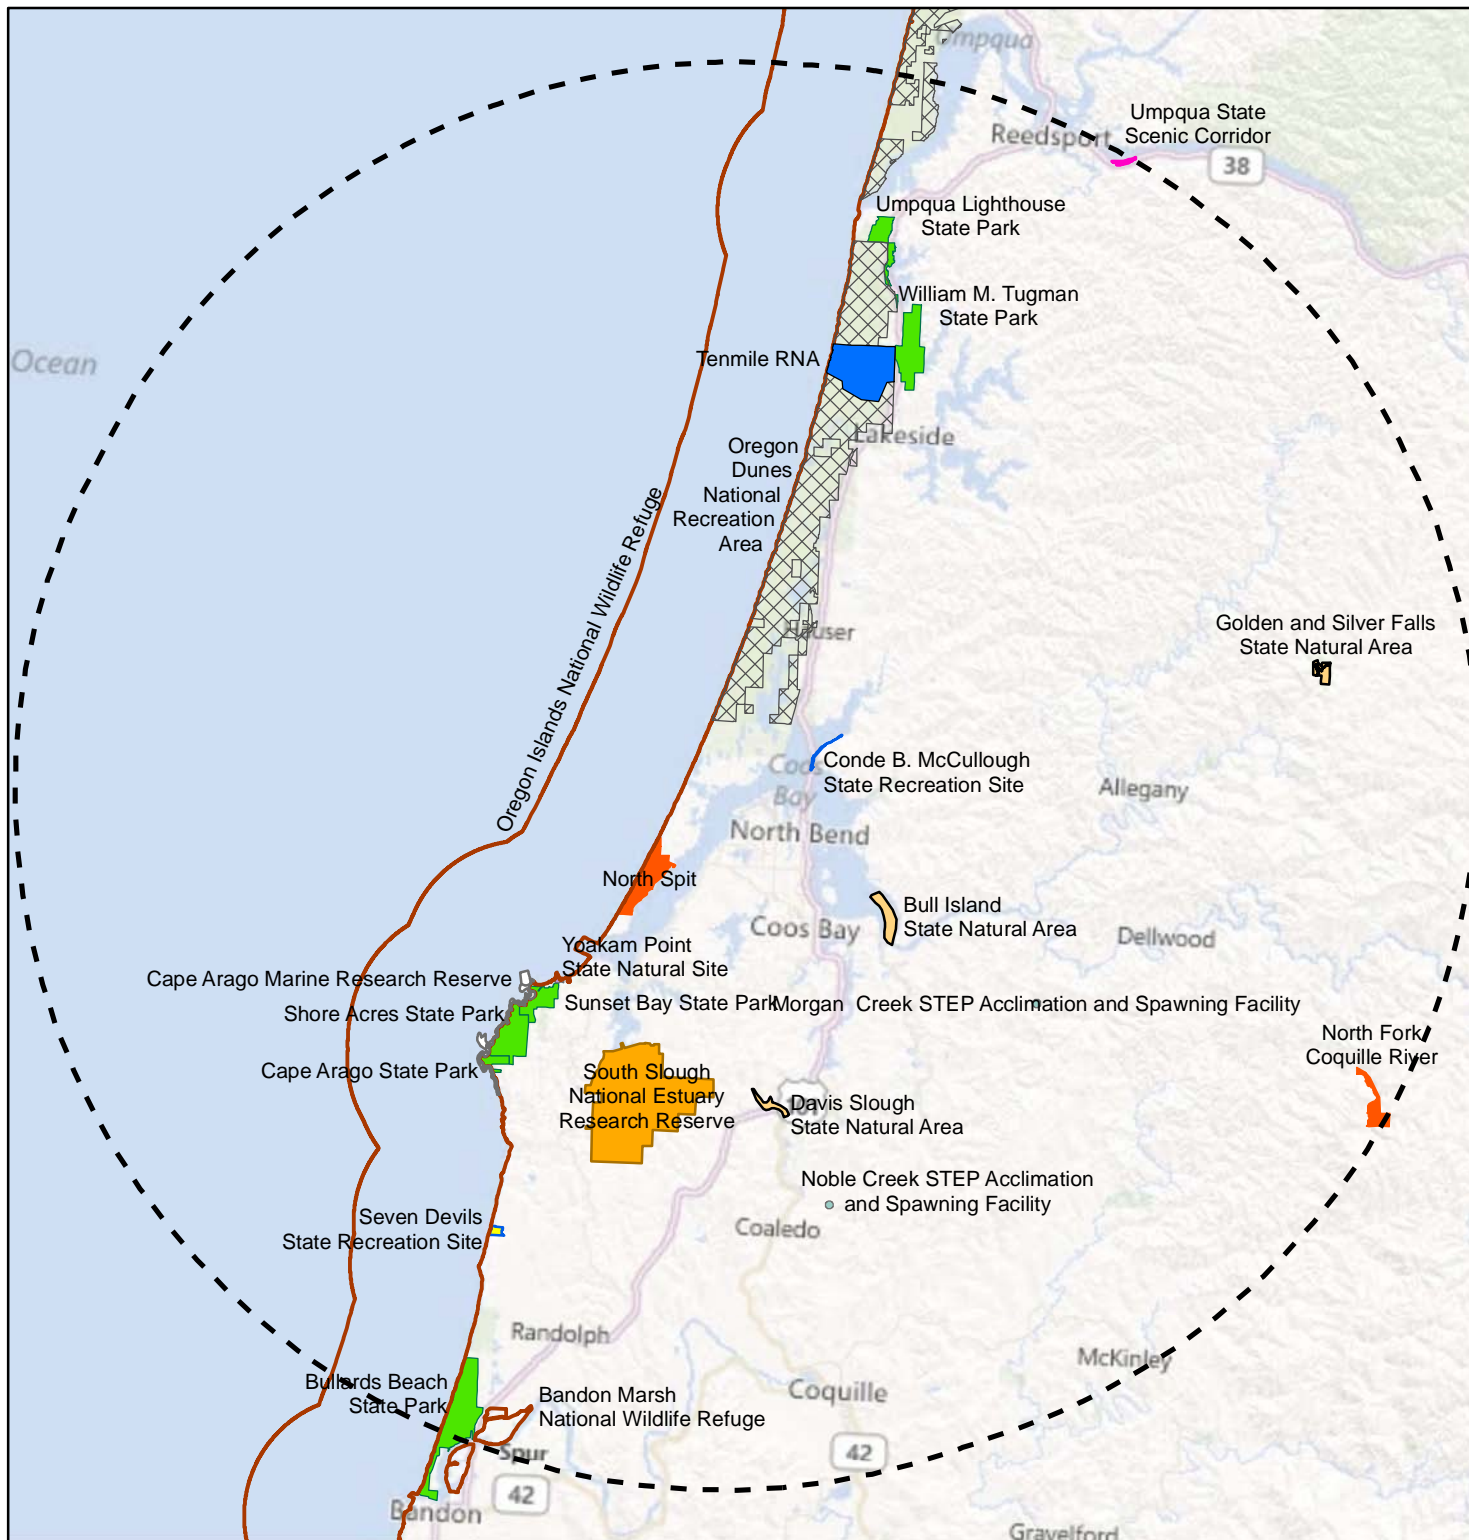 Umpqua
Umpqua State
Scenic Corridor
Reedsport
38
Umpqua Lighthouse
State Park
William M. Tugman
State Park
Ocean
Tenmile RNA
Lakeside
Oregon
Dunes
National
Recreation
Area
Oregon Islands National Wildlife Refuge
Hauser
Golden and Silver Falls
State Natural Area
Conde B. McCullough
State Recreation Site
Coos
Bay
Allegany
North Bend
North Spit
Bull Island
State Natural Area
Coos Bay
Dellwood
Yoakam Point
State Natural Site
Cape Arago Marine Research Reserve
Sunset Bay State Park
Morgan Creek STEP Acclimation and Spawning Facility
Shore Acres State Park
North Fork
Coquille River
Cape Arago State Park
South Slough
National Estuary
Research Reserve
101
Davis Slough
State Natural Area
Noble Creek STEP Acclimation
and Spawning Facility
Seven Devils
State Recreation Site
Coaledo
Randolph
McKinley
Bullards Beach
State Park
Bandon Marsh
National Wildlife Refuge
Coquille
Spur
42
42
Bandon
Gravelford